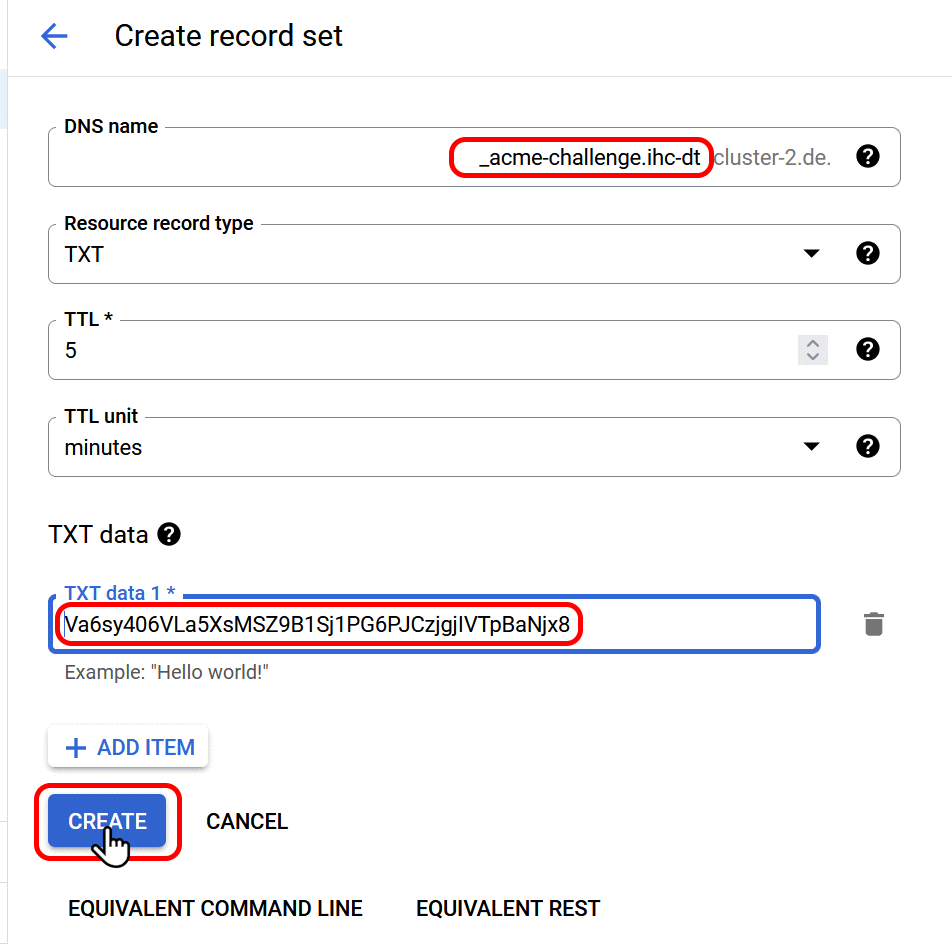 Create record set
DNS name
_acme-challenge.ihc-dt cluster-2.de.
Resource record type
TXT
TTL *
5
TTL unit
minutes
TXT data
TXT data 1 *
Va6sy406VLa5XsMSZ9B1Sj1PG6PJCzjgjIVTpBaNjx8
Example: "Hello world!"
ADD ITEM
CREATE CANCEL
EQUIVALENT COMMAND LINE EQUIVALENT REST